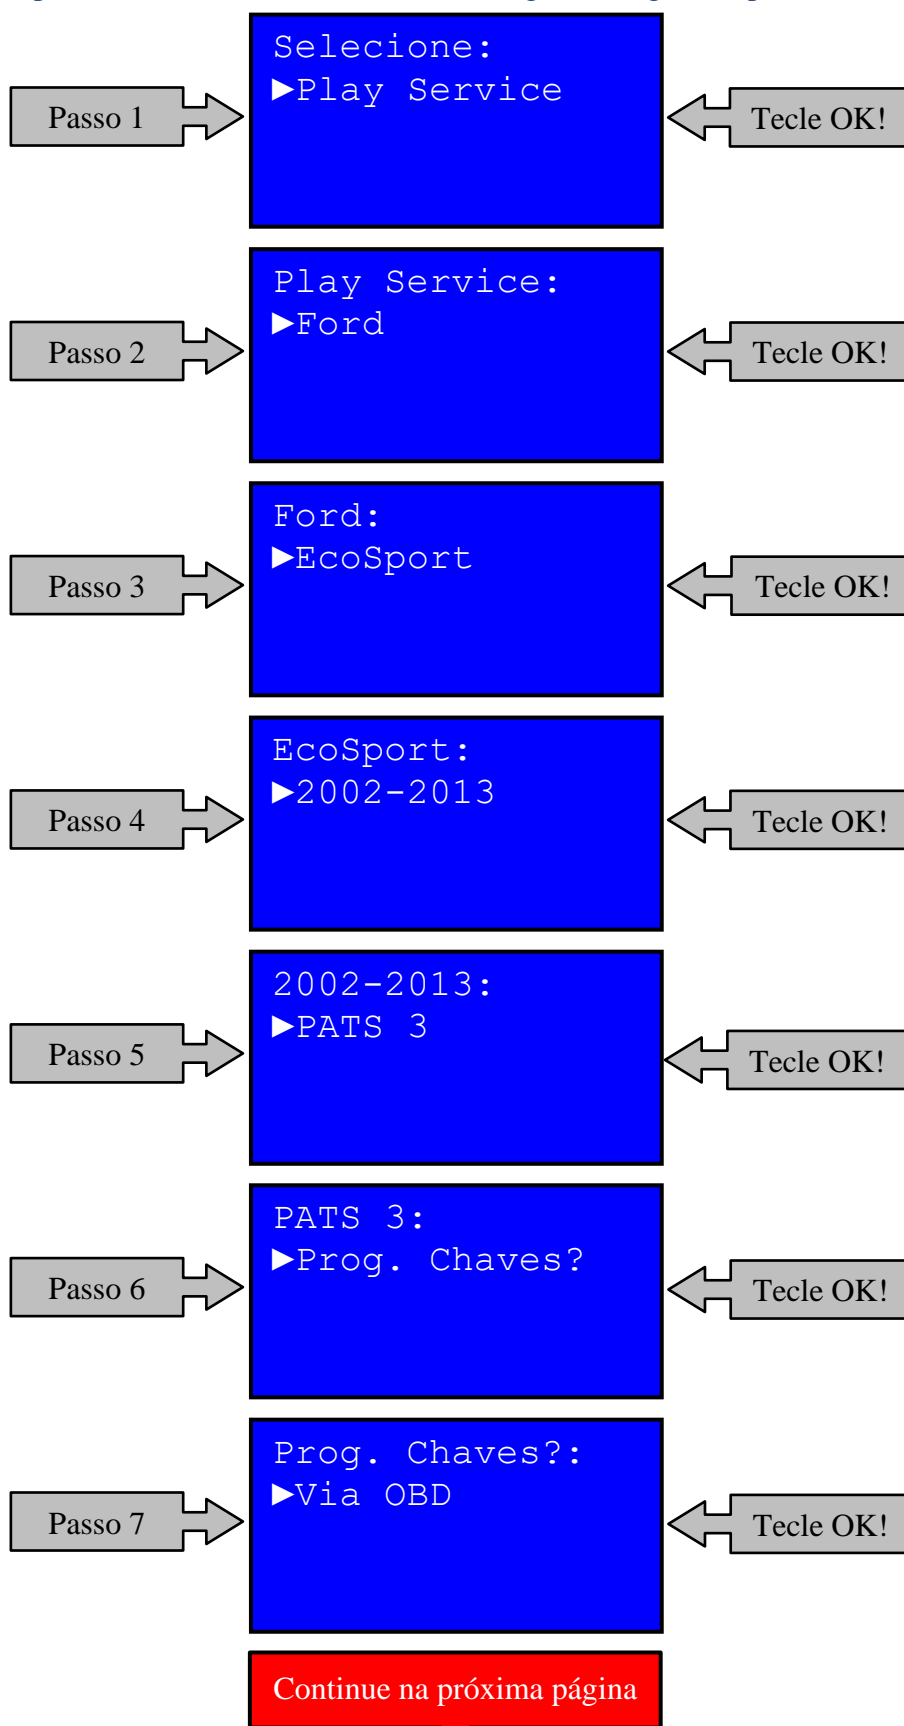 Selecione:
►Play Service
Passo 1
Tecle OK!
Play Service:
►Ford
Passo 2
Tecle OK!
Ford:
►EcoSport
Passo 3
Tecle OK!
EcoSport:
►2002-2013
Passo 4
Tecle OK!
2002-2013:
►PATS 3
Passo 5
Tecle OK!
PATS 3:
►Prog. Chaves?
Passo 6
Tecle OK!
Prog. Chaves?:
►Via OBD
Passo 7
Tecle OK!
Continue na próxima página